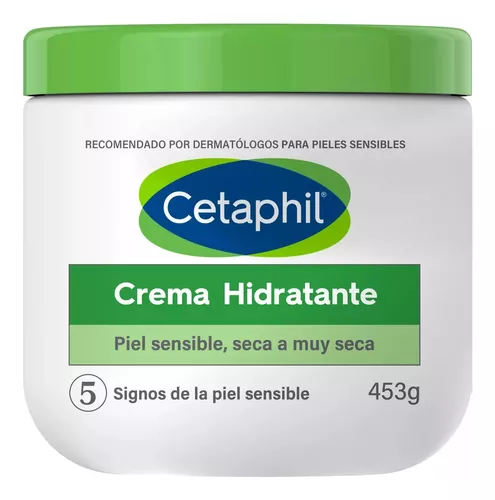 RECOMENDADO POR DERMATÓLOGOS PARA PIELES SENSIBLES
Cetaphil®
Crema Hidratante
Piel sensible, seca a muy seca
5 Signos de la piel sensible 453g